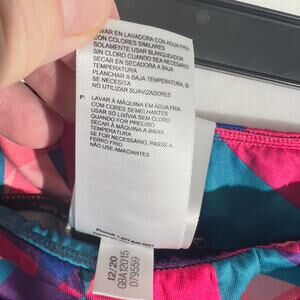 LAVAR EN LAVADORA CON AGUA FRIA
CON COLORES SIMILARES
SOLAMENTE USAR BLANQUEADOR
SIN CLORO CUANDO SEA NECESARIO
SECAR EN SECADORA A BAJA
TEMPERATURA
PLANCHAR A BAJA TEMPERATURA, SI
SE NECESITA
NO UTILIZAR SUAVIZADORES
P: LAVAR À MÁQUINA EM ÁGUA FRIA
COM CORES SEMELHANTES
USAR SÓ LIXÍVIA SEM CLORO
QUANDO FOR PRECISO
SECAR À MÁQUINA A BAIXA
TEMPERATURA
SE NECESSÁRIO, PASSE A
FERRO FRIO
NÃO USE AMACIANTES
12/20
GBA12015
079559